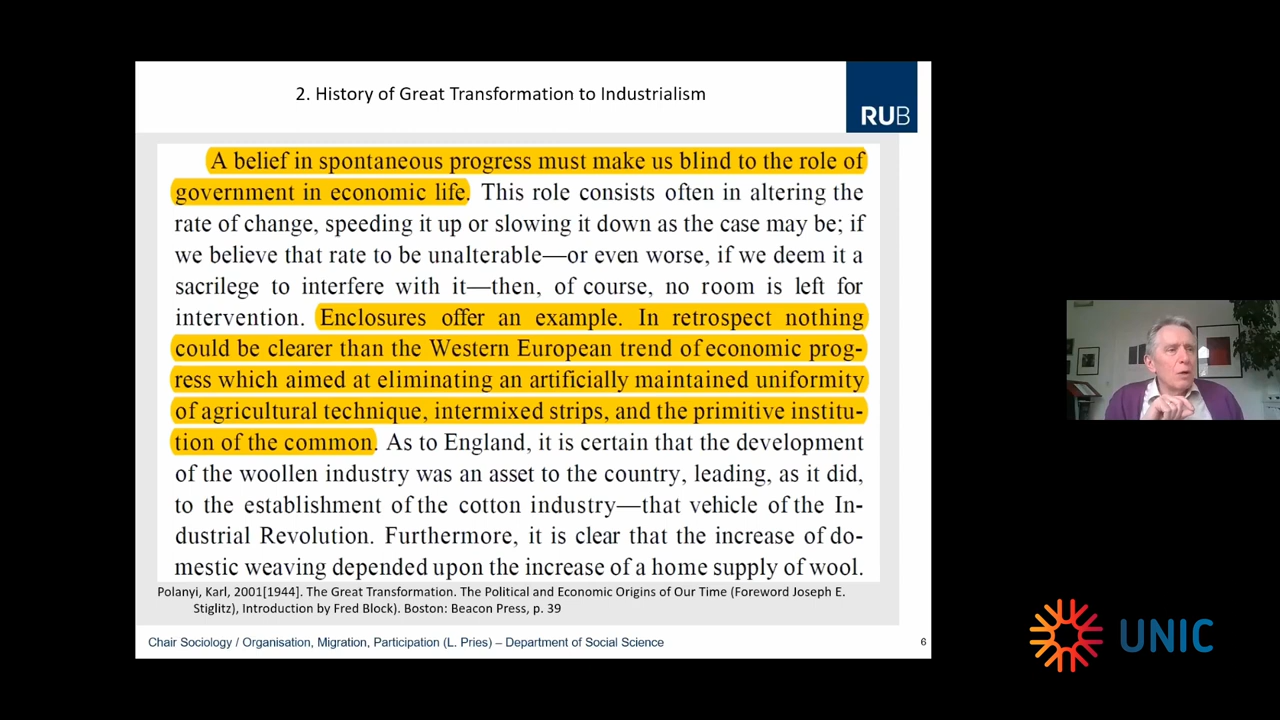 2. History of Great Transformation to Industrialism
RUB
A belief in spontaneous progress must make us blind to the role of
government in economic life. This role consists often in altering the
rate of change, speeding it up or slowing it down as the case may be; if
we believe that rate to be unalterable—or even worse, if we deem it a
sacrilege to interfere with it—then, of course, no room is left for
intervention. Enclosures offer an example. In retrospect nothing
could be clearer than the Western European trend of economic prog-
ress which aimed at eliminating an artificially maintained uniformity
of agricultural technique, intermixed strips, and the primitive institu-
tion of the common. As to England, it is certain that the development
of the woollen industry was an asset to the country, leading, as it did,
to the establishment of the cotton industry—that vehicle of the In-
dustrial Revolution. Furthermore, it is clear that the increase of do-
mestic weaving depended upon the increase of a home supply of wool.
Polanyi, Karl, 2001[1944]. The Great Transformation. The Political and Economic Origins of Our Time (Foreword Joseph E.
Stiglitz), Introduction by Fred Block). Boston: Beacon Press, p. 39
Chair Sociology / Organisation, Migration, Participation (L. Pries) – Department of Social Science
6
UNIC